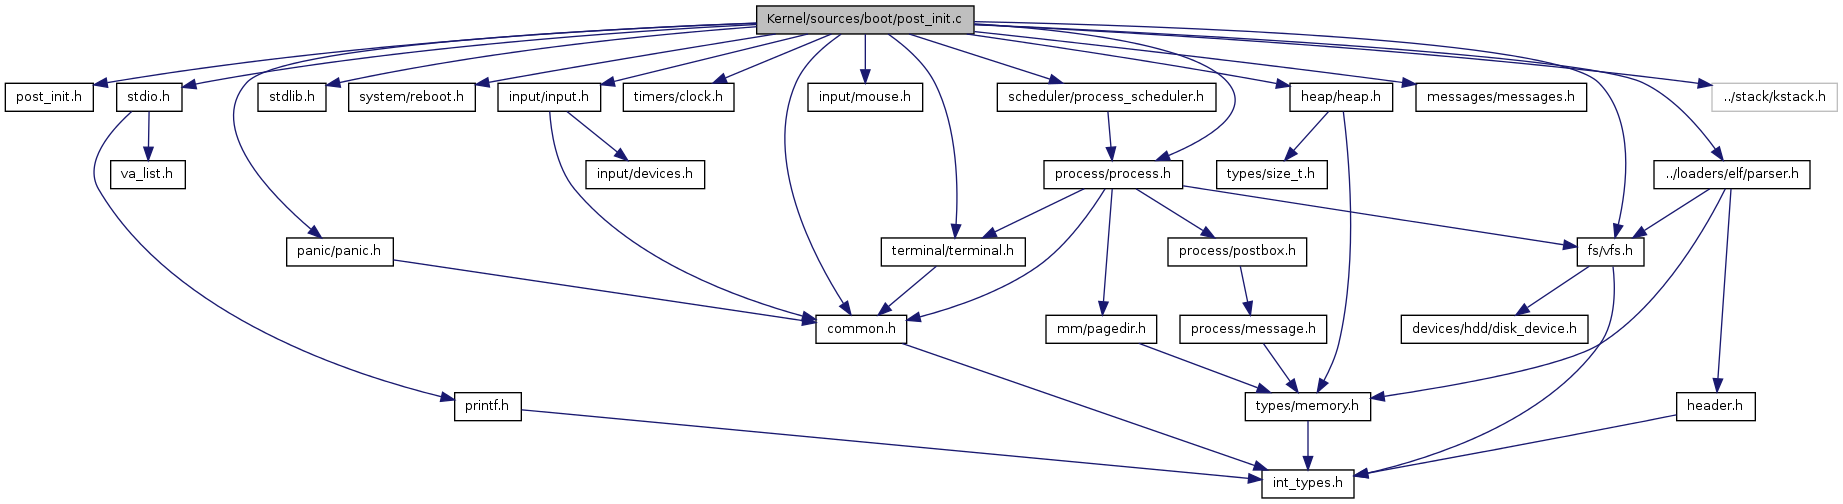 Kernel/sources/boot/post_init.c
post_init.h
stdio.h
stdlib.h
system/reboot.h
input/input.h
timers/clock.h
input/mouse.h
scheduler/process_scheduler.h
heap/heap.h
messages/messages.h
../stack/kstack.h
va_list.h
input/devices.h
process/process.h
types/size_t.h
../loaders/elf/parser.h
panic/panic.h
terminal/terminal.h
process/postbox.h
fs/vfs.h
common.h
mm/pagedir.h
process/message.h
devices/hdd/disk_device.h
printf.h
types/memory.h
header.h
int_types.h